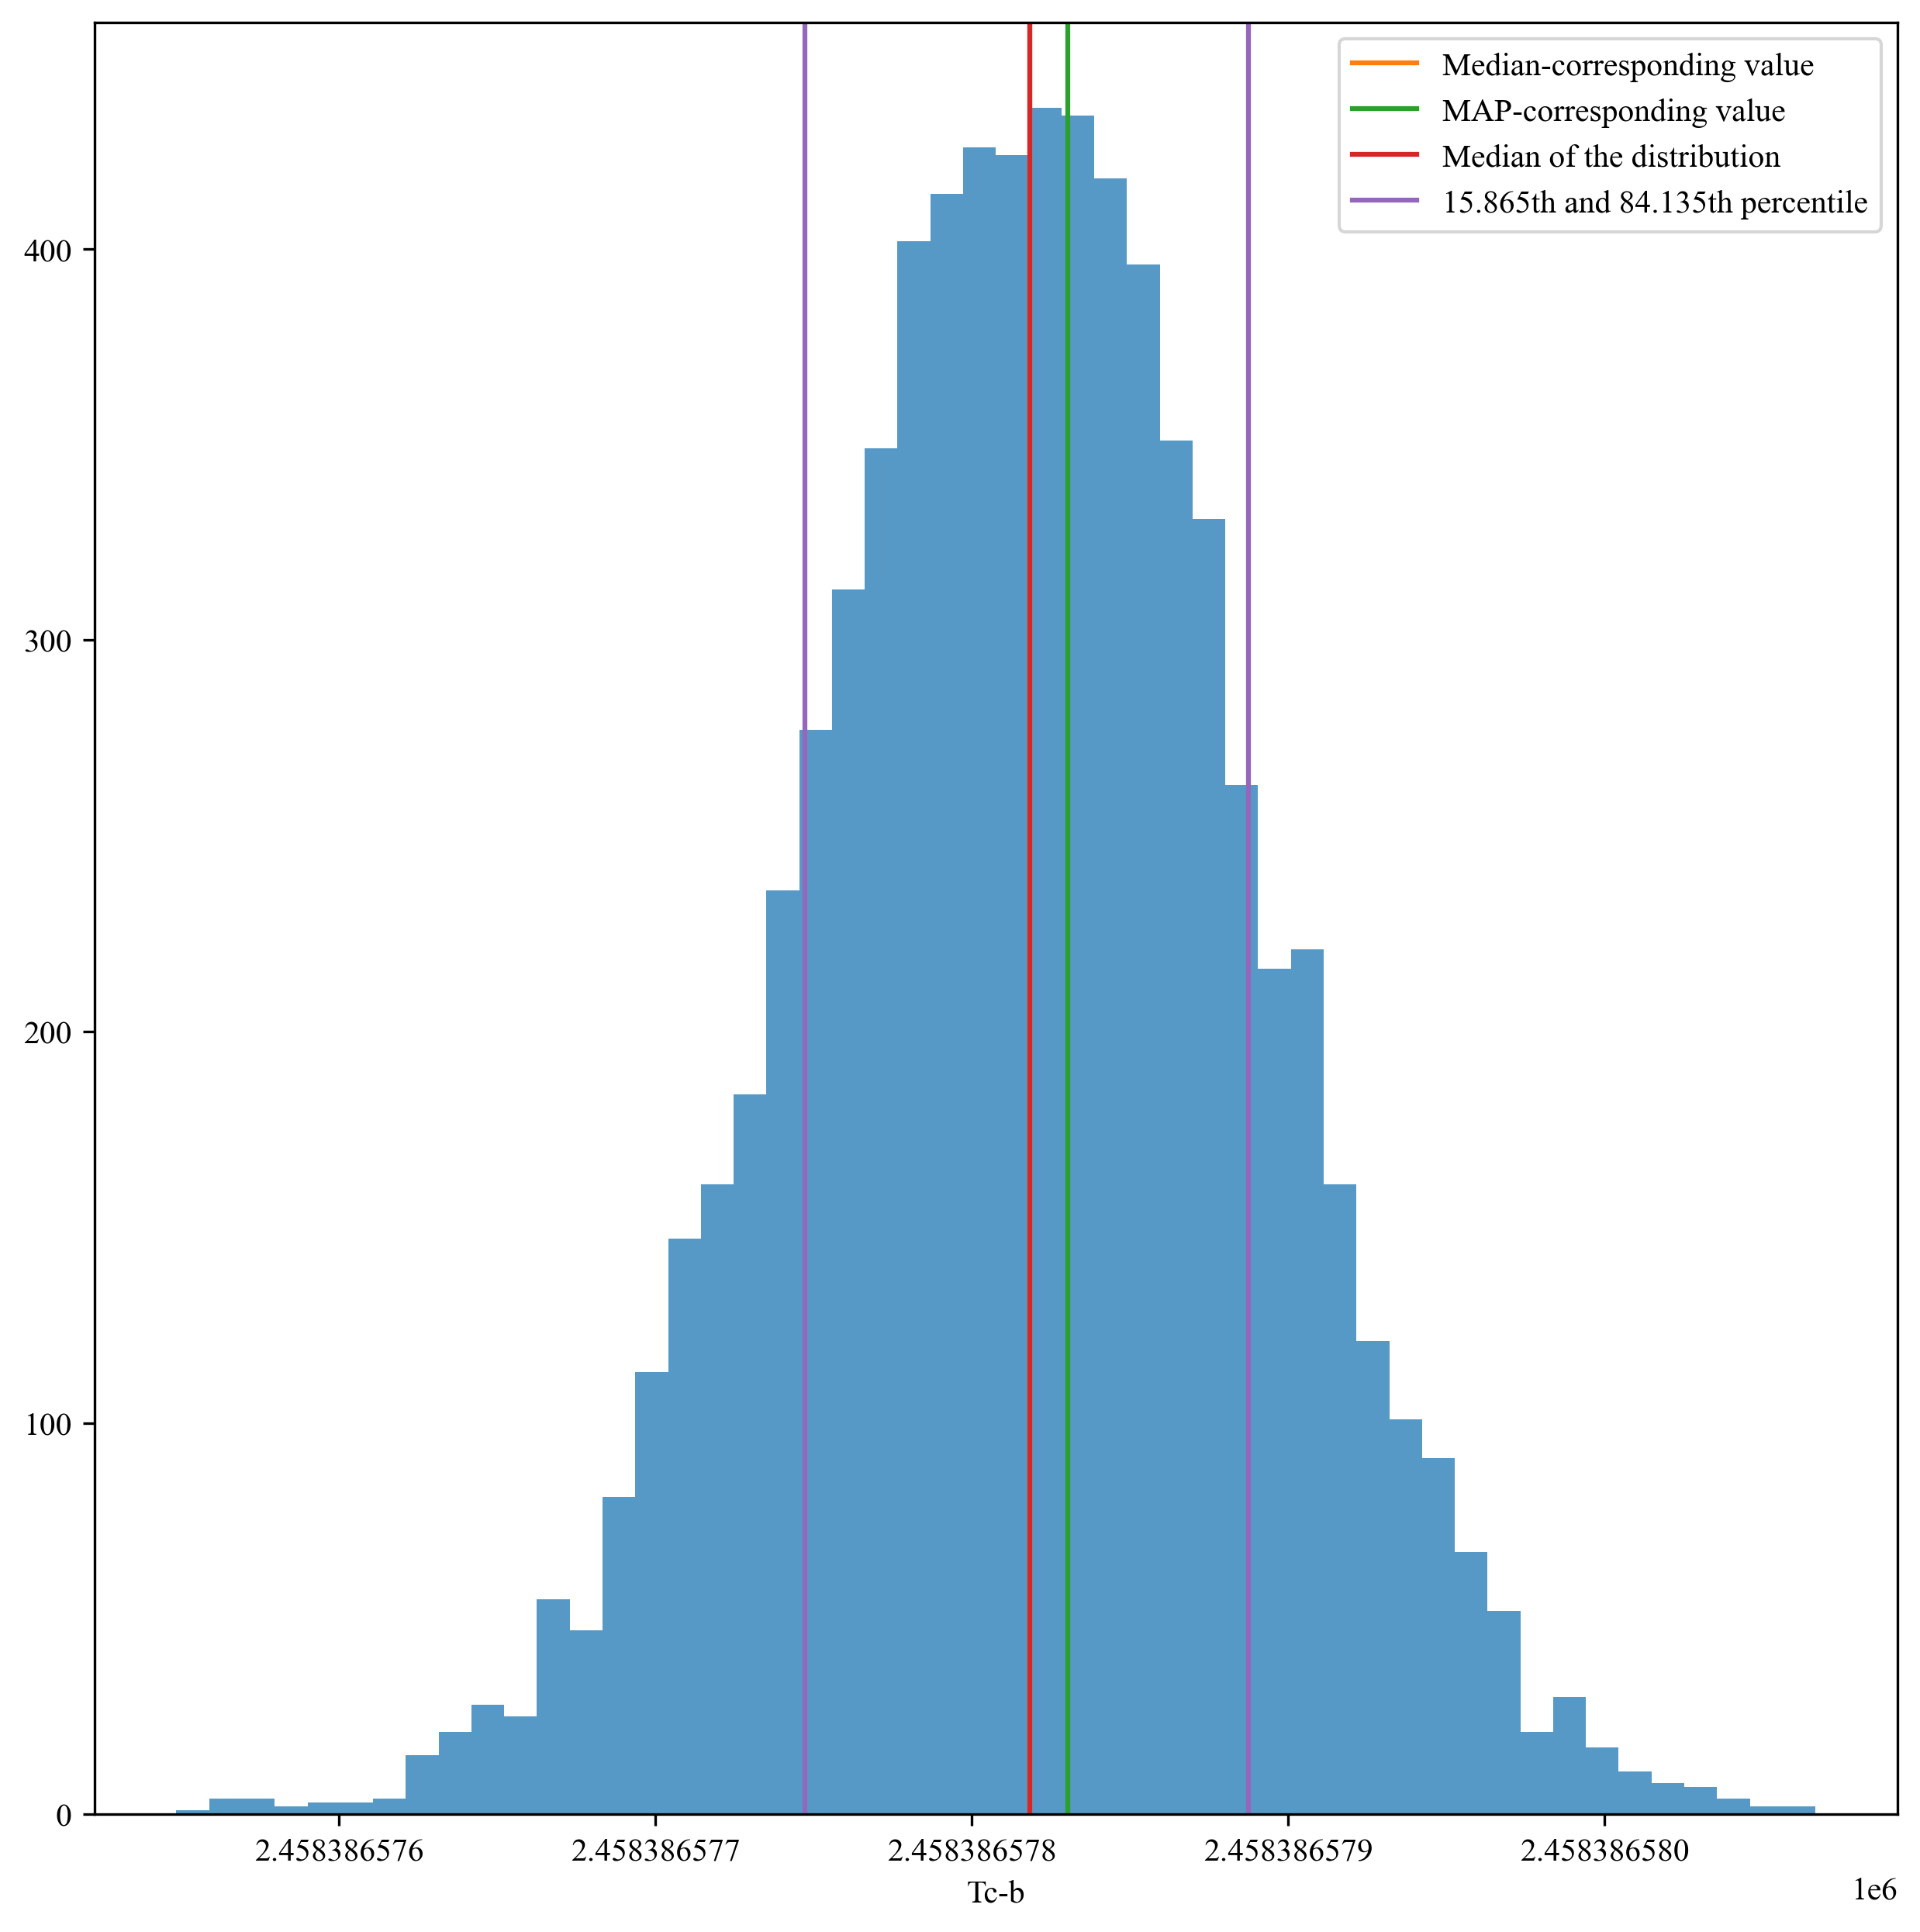 Median-corresponding value
MAP-corresponding value
Median of the distribution
15.865th and 84.135th percentile
400
300
200
100
0
2.458386576 2.458386577 2.458386578 2.458386579 2.458386580
Tc-b
1e6